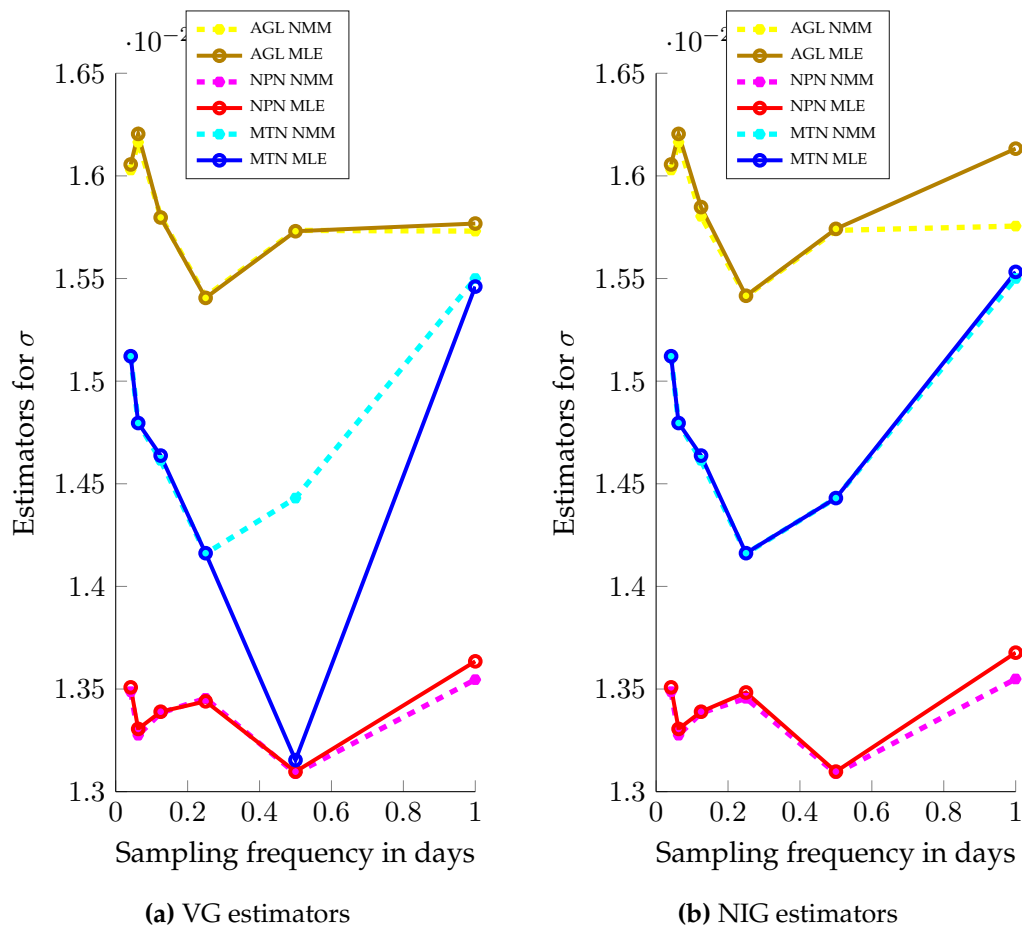 ·10⁻²
AGL NMM
AGL MLE
NPN NMM
NPN MLE
MTN NMM
MTN MLE
1.65
1.6
1.55
1.5
1.45
1.4
1.35
1.3
Estimators for σ
0 0.2 0.4 0.6 0.8 1
Sampling frequency in days
(a) VG estimators
·10⁻²
AGL NMM
AGL MLE
NPN NMM
NPN MLE
MTN NMM
MTN MLE
1.65
1.6
1.55
1.5
1.45
1.4
1.35
1.3
Estimators for σ
0 0.2 0.4 0.6 0.8 1
Sampling frequency in days
(b) NIG estimators